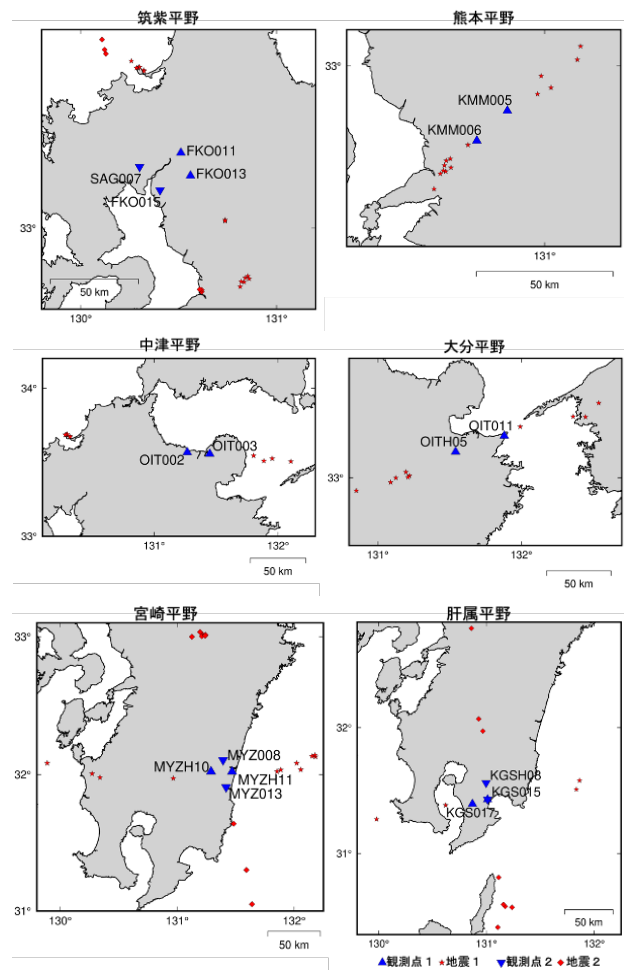 筑紫平野
33°
FKO011
SAG007
FKO013
FKO015
50 km
130°
131°
熊本平野
33°
KMM005
KMM006
131°
50 km
中津平野
34°
33°
OIT002
OIT003
131°
132°
50 km
大分平野
33°
OIT011
OITH05
131°
132°
50 km
宮崎平野
33°
32°
31°
MYZH10
MYZ008
MYZH11
MYZ013
130°
131°
132°
50 km
肝属平野
32°
31°
KGSH08
KGS015
KGS017
50 km
130°
131°
132°
観測点 1 地震 1 観測点 2 地震 2